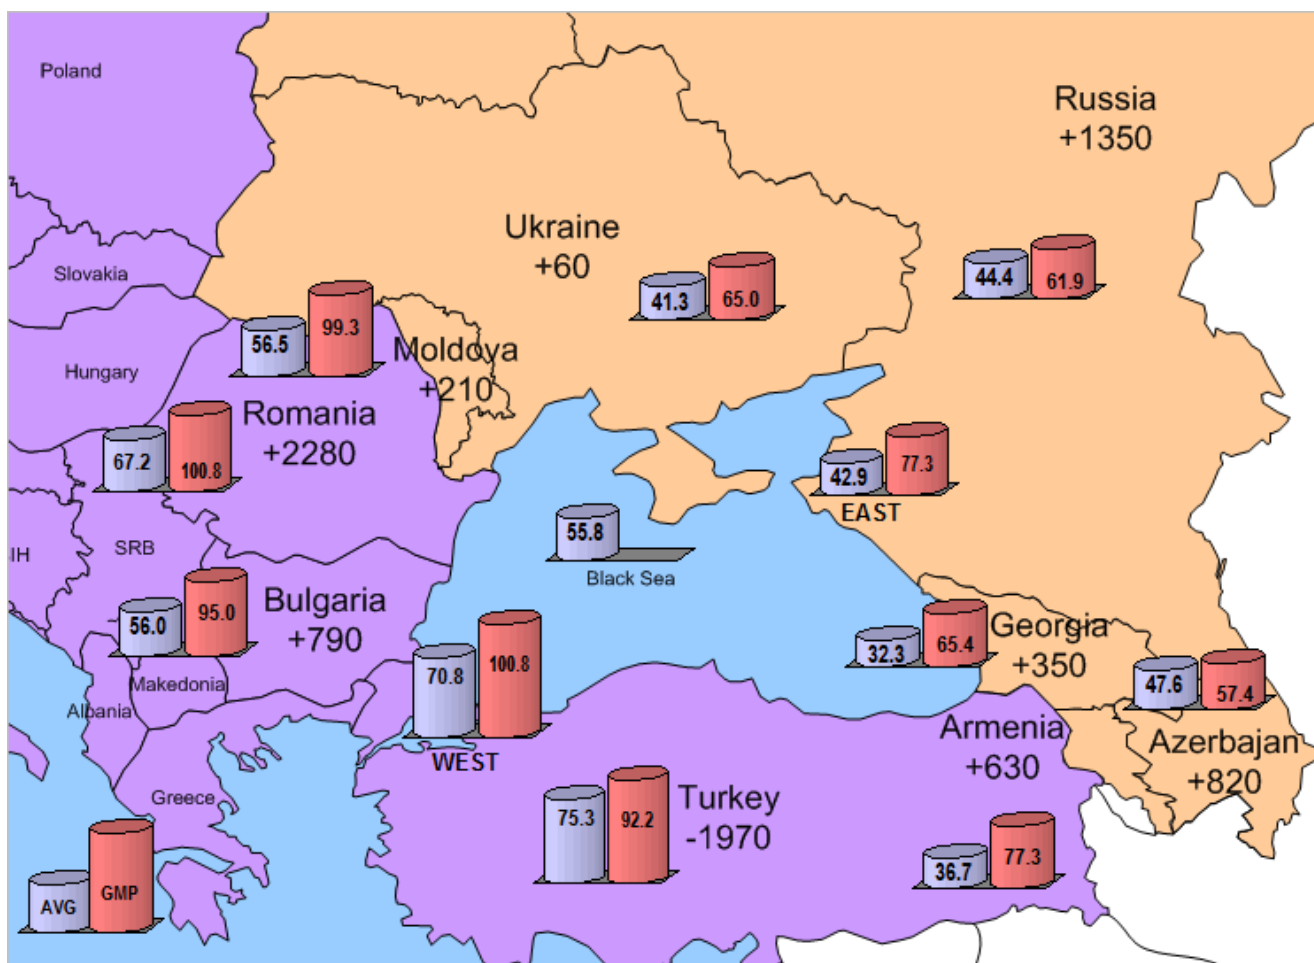 Poland
Russia
+1350
Ukraine
+60
Slovakia
44.4
61.9
41.3
65.0
56.5
99.3
Moldova
+210
Hungary
Romania
+2280
67.2
100.8
42.9
77.3
EAST
55.8
Black Sea
IH
SRB
Bulgaria
+790
56.0
95.0
Georgia
+350
32.3
65.4
70.8
100.8
WEST
Makedonia
Albania
47.6
57.4
Armenia
+630
Azerbajan
+820
Greece
75.3
92.2
Turkey
-1970
36.7
77.3
AVG
GMP